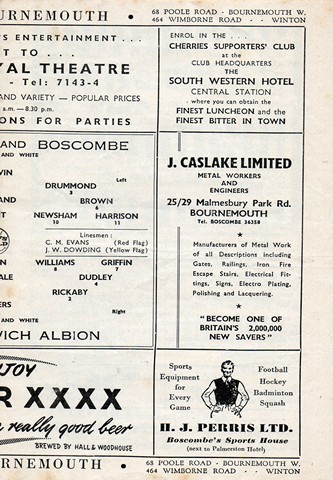 URNEMOUTH • 68 POOLE ROAD · BOURNEMOUTH W.
464 WIMBORNE ROAD · · WINTON
S ENTERTAINMENT ...
T TO ...
YAL THEATRE
- Tel: 7143-4
AND VARIETY — POPULAR PRICES
a.m.—8.30 p.m.
ONS FOR PARTIES
AND BOSCOMBE
AND WHITE
WIN
Left
DRUMMOND
3
BROWN
6
NEWSHAM HARRISON
10 11
Linesmen:
C. M. EVANS (Red Flag)
J. W. DOWDING (Yellow Flag)
WILLIAMS GRIFFIN
8 7
DUDLEY
4
RICKABY
2
ERS
Right
WICH ALBION
AND WHITE
JOY
R XXXX
a really good beer
BREWED BY HALL & WOODHOUSE
ENROL IN THE . . .
CHERRIES SUPPORTERS' CLUB
at the
CLUB HEADQUARTERS
THE
SOUTH WESTERN HOTEL
CENTRAL STATION
where you can obtain the
FINEST LUNCHEON and the
FINEST BITTER IN TOWN
J. CASLAKE LIMITED
METAL WORKERS
AND
ENGINEERS
25/29 Malmesbury Park Rd.
BOURNEMOUTH
Tel. BOSCOMBE 36358
Manufacturers of Metal Work
of all Descriptions including
Gates, Railings, Iron Fire
Escape Stairs, Electrical Fit-
tings, Signs, Electro Plating,
Polishing and Lacquering.
"BECOME ONE OF
BRITAIN'S 2,000,000
NEW SAVERS"
Sports
Equipment
for
Every
Game
Football
Hockey
Badminton
Squash
H. J. PERRIS LTD.
Boscombe's Sports House
(next to Palmerston Hotel)
RNEMOUTH • 68 POOLE ROAD · BOURNEMOUTH W.
464 WIMBORNE ROAD · · WINTON